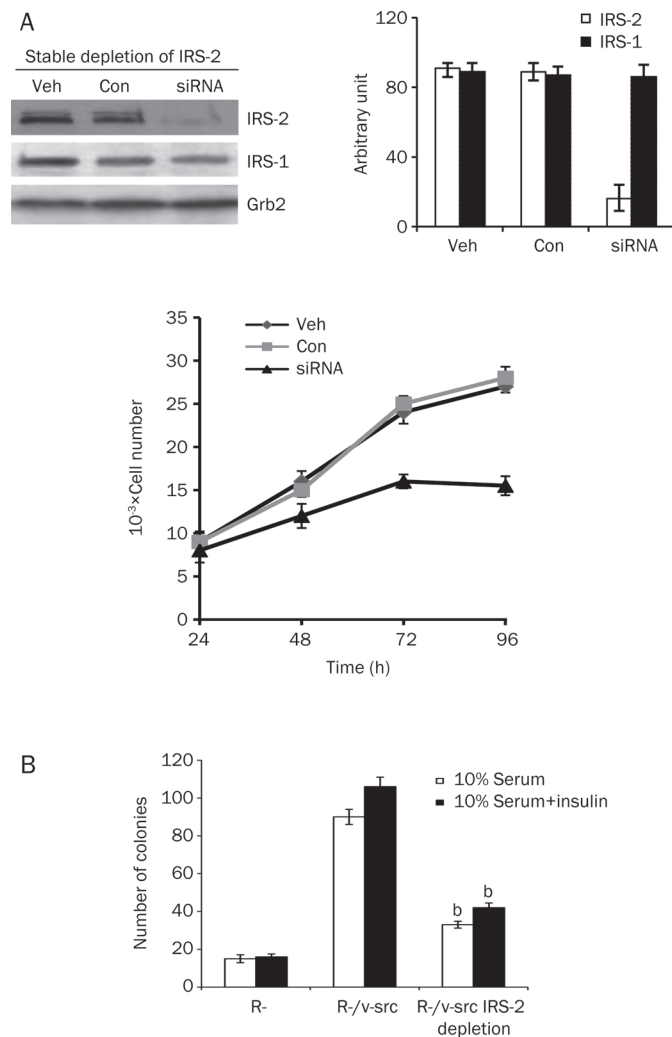 A
Stable depletion of IRS-2
Veh Con siRNA
IRS-2
IRS-1
Grb2
IRS-2
IRS-1
Arbitrary unit
120
80
40
0
Veh Con siRNA
Veh
Con
siRNA
10⁻³×Cell number
35
30
25
20
15
10
5
0
24 48 72 96
Time (h)
B
10% Serum
10% Serum+insulin
Number of colonies
120
100
80
60
40
20
0
b b
R- R-/v-src R-/v-src IRS-2
depletion